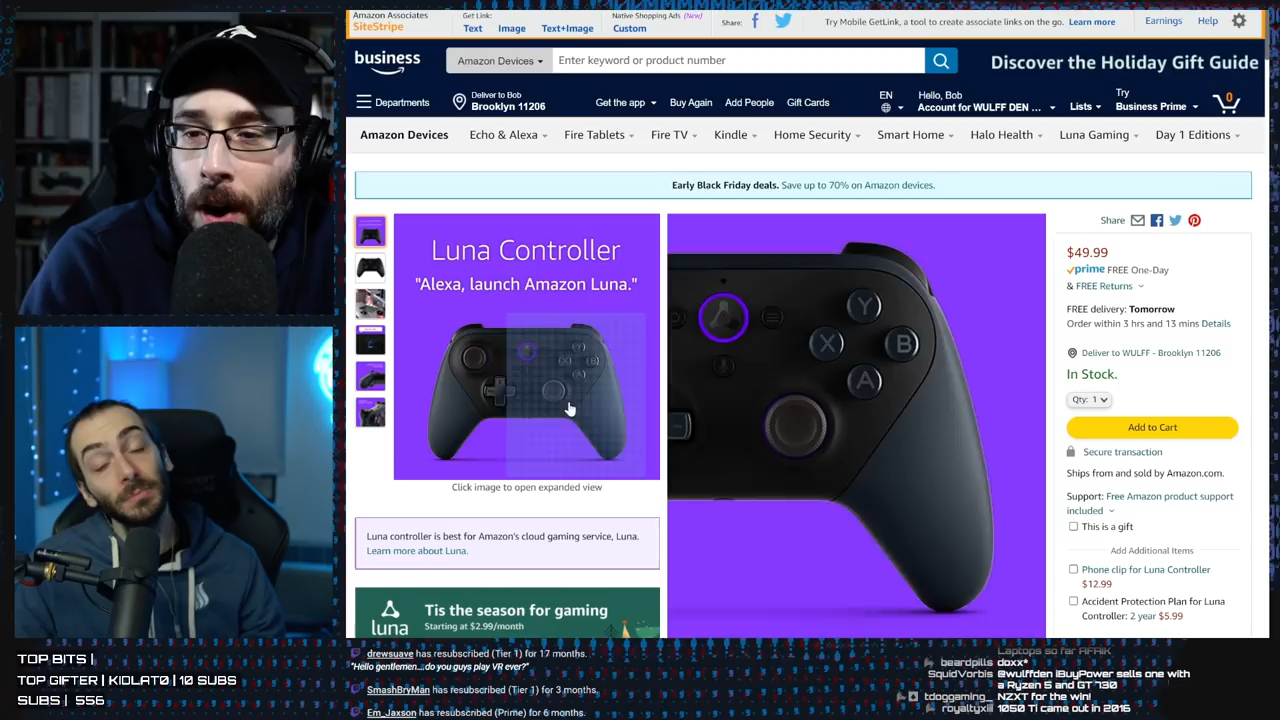 Amazon Associates
SiteStripe
Get Link:
Text Image Text+Image
Native Shopping Ads (New)
Custom
Share:
Try Mobile GetLink, a tool to create associate links on the go. Learn more
Earnings Help
business
Amazon Devices
Enter keyword or product number
Discover the Holiday Gift Guide
Departments
Deliver to Bob
Brooklyn 11206
Get the app Buy Again Add People Gift Cards
EN
Hello, Bob
Account for WULFF DEN ...
Lists
Try
Business Prime
0
Amazon Devices Echo & Alexa Fire Tablets Fire TV Kindle Home Security Smart Home Halo Health Luna Gaming Day 1 Editions
Early Black Friday deals. Save up to 70% on Amazon devices.
Luna Controller
"Alexa, launch Amazon Luna."
Y
X B
A
Y
X B
A
Click image to open expanded view
Luna controller is best for Amazon's cloud gaming service, Luna.
Learn more about Luna.
luna
Tis the season for gaming
Starting at $2.99/month
Share
$49.99
prime FREE One-Day
& FREE Returns
FREE delivery: Tomorrow
Order within 3 hrs and 13 mins Details
Deliver to WULFF - Brooklyn 11206
In Stock.
Qty: 1
Add to Cart
Secure transaction
Ships from and sold by Amazon.com.
Support: Free Amazon product support
included
This is a gift
Add Additional Items
Phone clip for Luna Controller
$12.99
Accident Protection Plan for Luna
Controller: 2 year $5.99
TOP BITS |
TOP GIFTER | KIDLAT0 | 10 SUBS
SUBS | 556
drewsuave has resubscribed (Tier 1) for 17 months.
"Hello gentlemen...do you guys play VR ever?"
SmashBryMan has resubscribed (Tier 1) for 3 months.
Em_Jaxson has resubscribed (Prime) for 6 months.
Laptops so far AFAIK
beardpills doxx*
SquidVorbis @wulffden iBuyPower sells one with
a Ryzen 5 and GT 730
tdoggaming_ NZXT for the win!
royaltyxii 1050 Ti came out in 2016